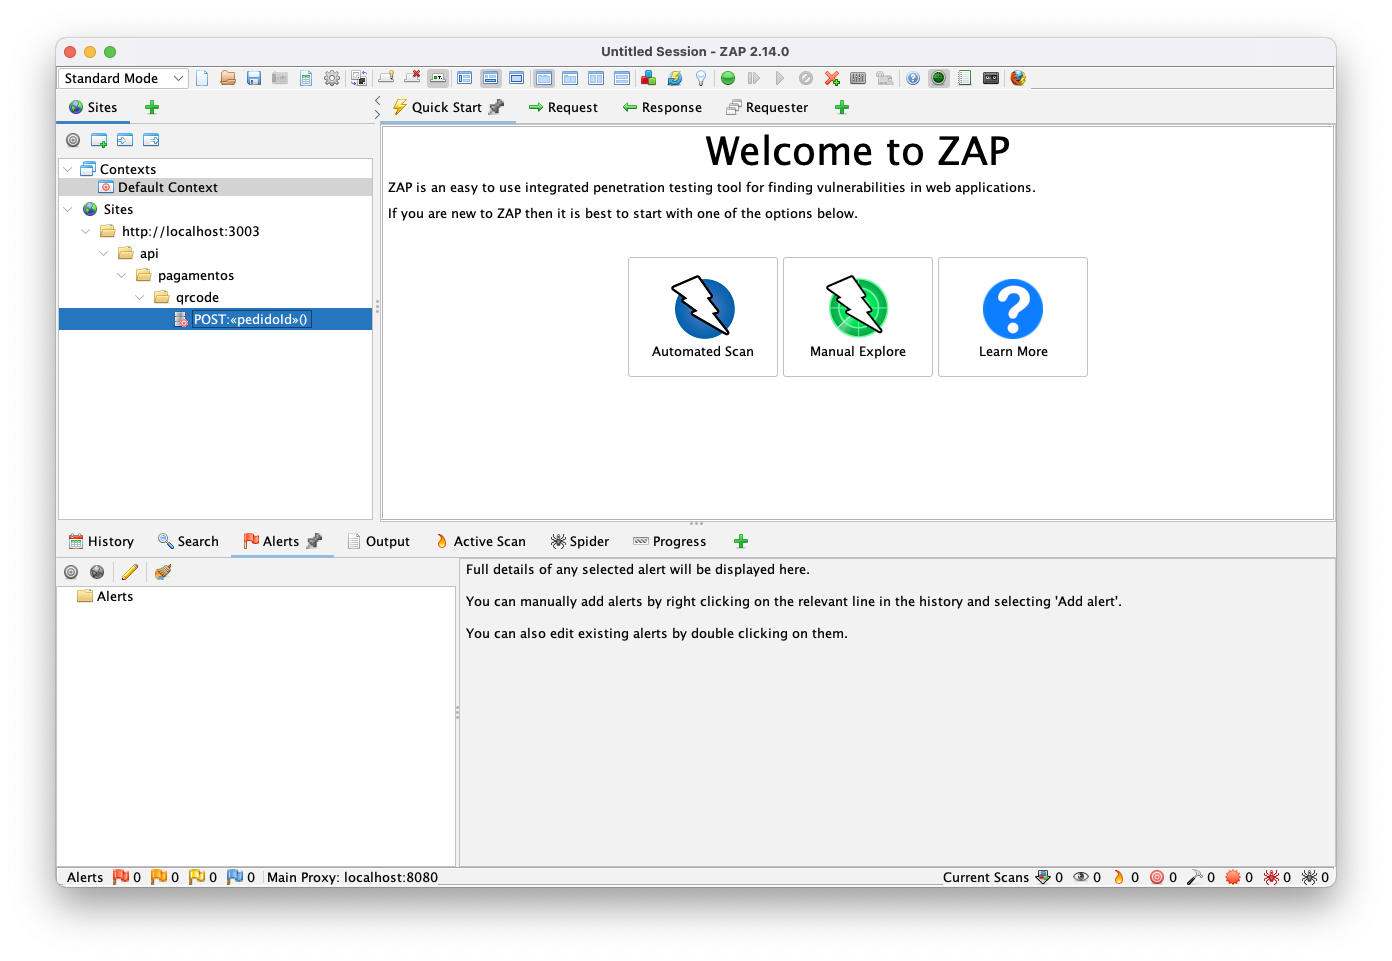 Untitled Session - ZAP 2.14.0
Standard Mode
Sites
Quick Start
Request
Response
Requester
Contexts
Default Context
Sites
http://localhost:3003
api
pagamentos
qrcode
POST:«pedidoId»()
Welcome to ZAP
ZAP is an easy to use integrated penetration testing tool for finding vulnerabilities in web applications.
If you are new to ZAP then it is best to start with one of the options below.
Automated Scan
Manual Explore
Learn More
History
Search
Alerts
Output
Active Scan
Spider
Progress
Alerts
Full details of any selected alert will be displayed here.
You can manually add alerts by right clicking on the relevant line in the history and selecting 'Add alert'.
You can also edit existing alerts by double clicking on them.
Alerts 0 0 0 0 Main Proxy: localhost:8080
Current Scans 0 0 0 0 0 0 0 0